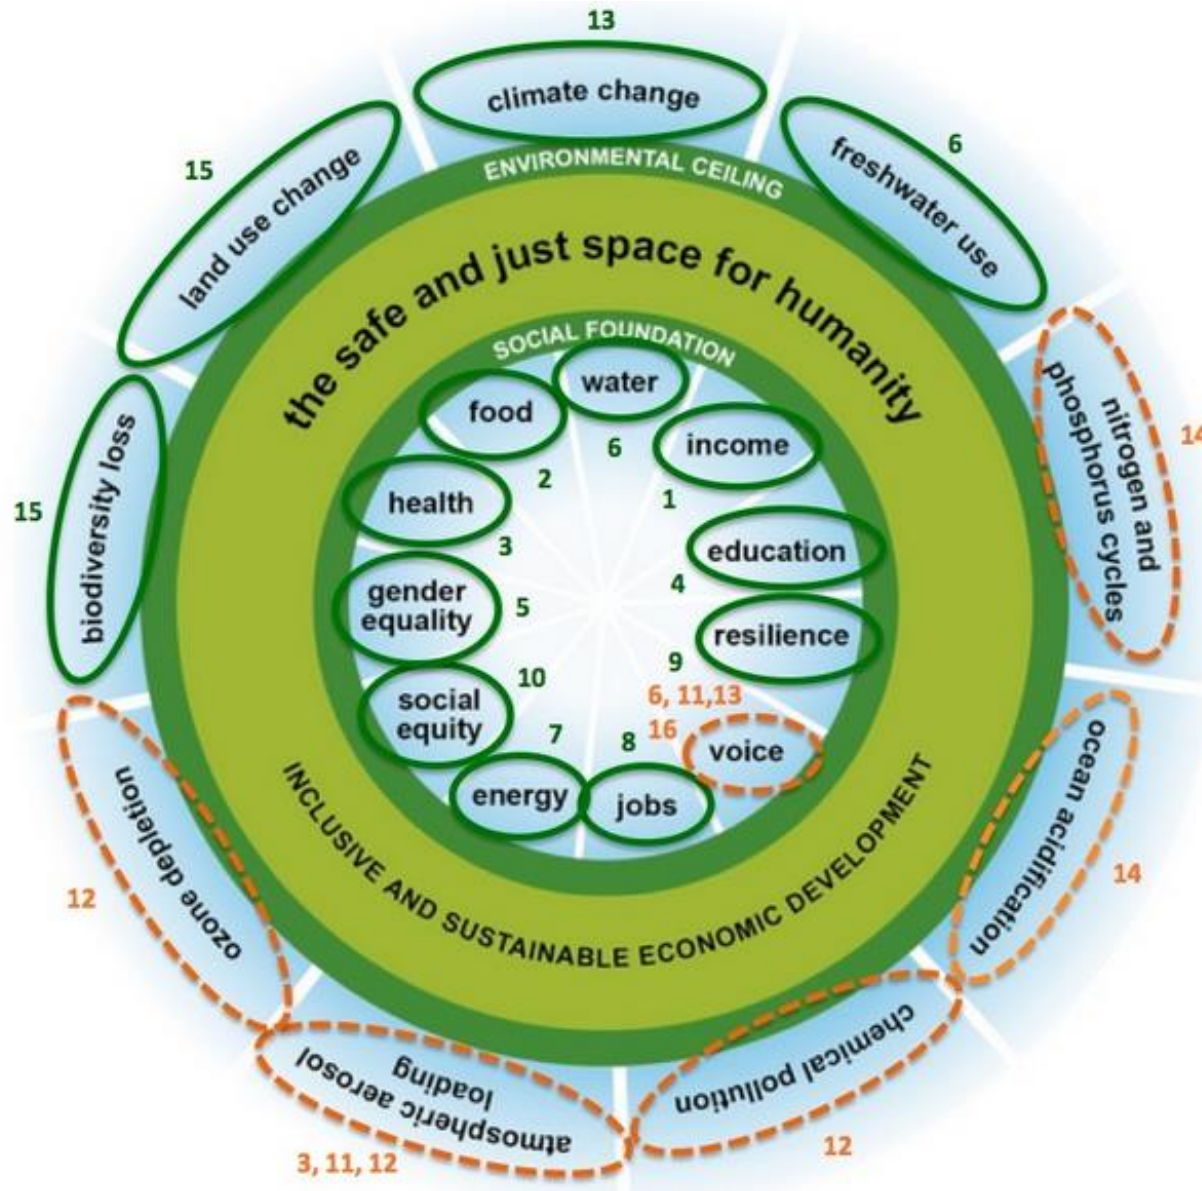 13
climate change
6
freshwater use
15
land use change
ENVIRONMENTAL CEILING
the safe and just space for humanity
SOCIAL FOUNDATION
14
nitrogen and
phosphorus cycles
15
biodiversity loss
water
6
food
2
income
1
health
3
education
4
gender
equality
5
resilience
9
social
equity
10
6, 11,13
16
voice
energy
7
jobs
8
INCLUSIVE AND SUSTAINABLE ECONOMIC DEVELOPMENT
12
ozone depletion
ocean acidification
14
atmospheric aerosol
loading
3, 11, 12
chemical pollution
12